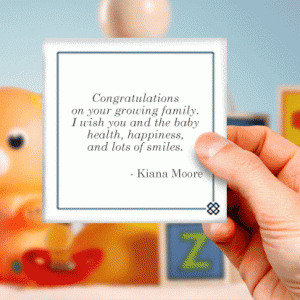 Congratulations
on your growing family.
I wish you and the baby
health, happiness,
and lots of smiles.
- Kiana Moore
Z